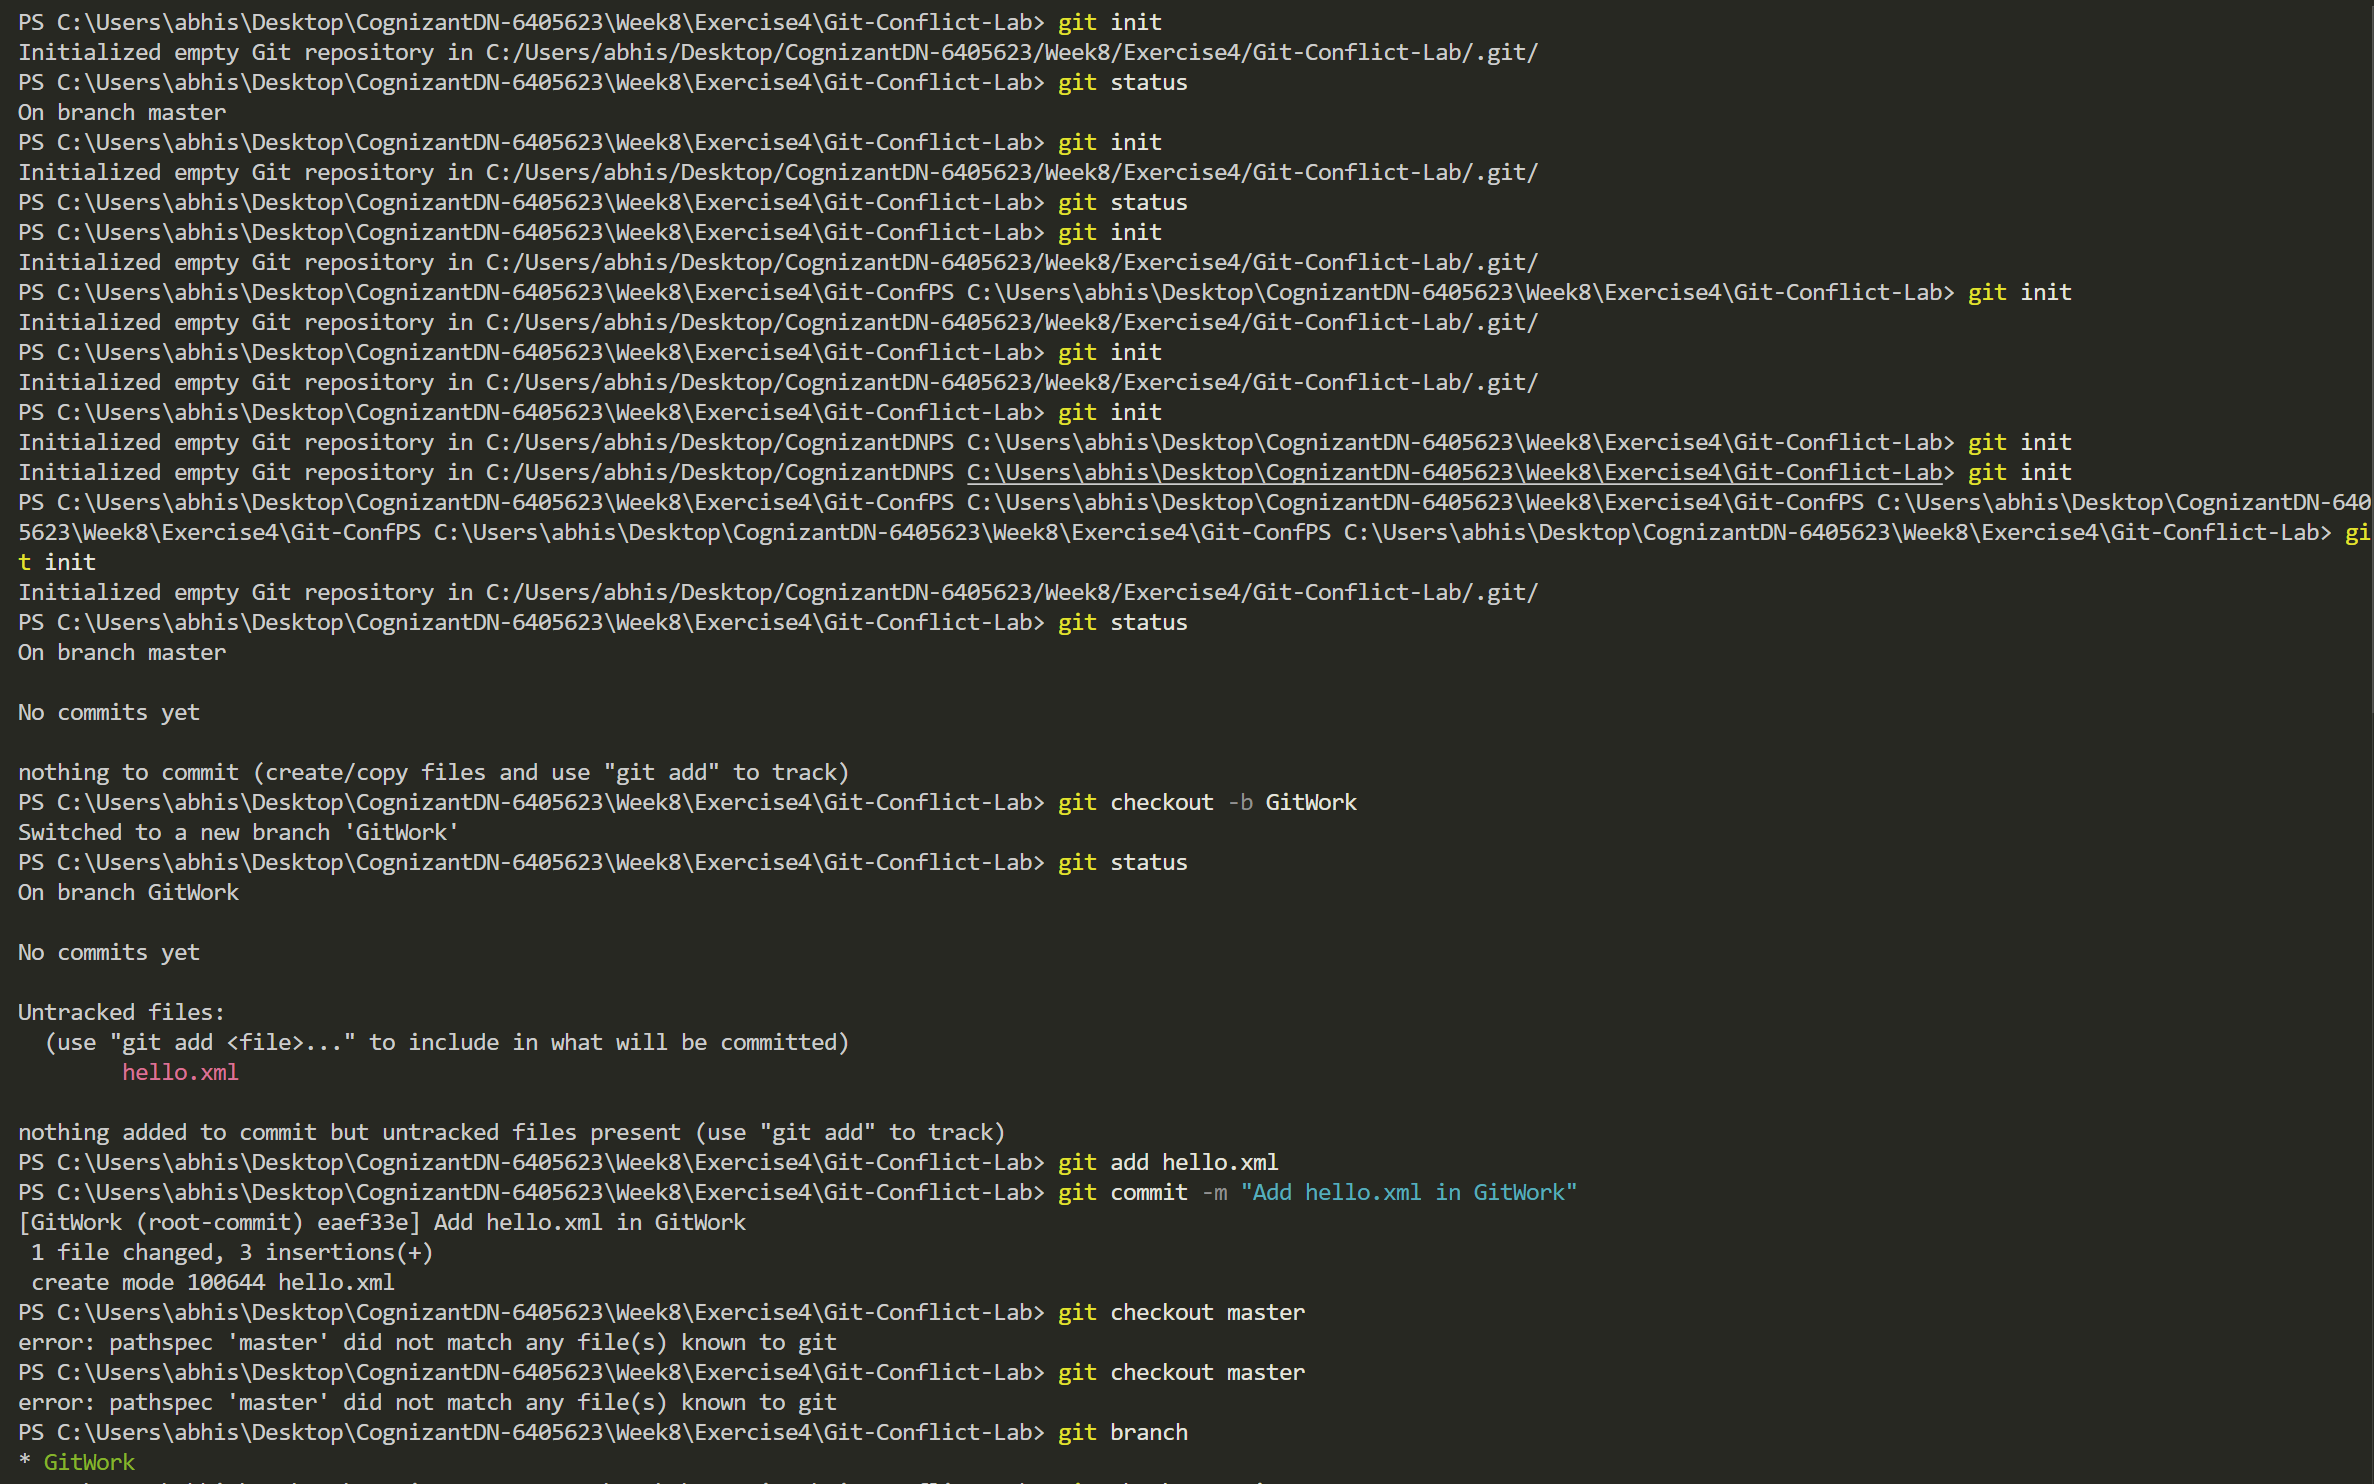 PS C:\Users\abhis\Desktop\CognizantDN-6405623\Week8\Exercise4\Git-Conflict-Lab> git init
Initialized empty Git repository in C:/Users/abhis/Desktop/CognizantDN-6405623/Week8/Exercise4/Git-Conflict-Lab/.git/
PS C:\Users\abhis\Desktop\CognizantDN-6405623\Week8\Exercise4\Git-Conflict-Lab> git status
On branch master
PS C:\Users\abhis\Desktop\CognizantDN-6405623\Week8\Exercise4\Git-Conflict-Lab> git init
Initialized empty Git repository in C:/Users/abhis/Desktop/CognizantDN-6405623/Week8/Exercise4/Git-Conflict-Lab/.git/
PS C:\Users\abhis\Desktop\CognizantDN-6405623\Week8\Exercise4\Git-Conflict-Lab> git status
PS C:\Users\abhis\Desktop\CognizantDN-6405623\Week8\Exercise4\Git-Conflict-Lab> git init
Initialized empty Git repository in C:/Users/abhis/Desktop/CognizantDN-6405623/Week8/Exercise4/Git-Conflict-Lab/.git/
PS C:\Users\abhis\Desktop\CognizantDN-6405623\Week8\Exercise4\Git-ConfPS C:\Users\abhis\Desktop\CognizantDN-6405623\Week8\Exercise4\Git-Conflict-Lab> git init
Initialized empty Git repository in C:/Users/abhis/Desktop/CognizantDN-6405623/Week8/Exercise4/Git-Conflict-Lab/.git/
PS C:\Users\abhis\Desktop\CognizantDN-6405623\Week8\Exercise4\Git-Conflict-Lab> git init
Initialized empty Git repository in C:/Users/abhis/Desktop/CognizantDN-6405623/Week8/Exercise4/Git-Conflict-Lab/.git/
PS C:\Users\abhis\Desktop\CognizantDN-6405623\Week8\Exercise4\Git-Conflict-Lab> git init
Initialized empty Git repository in C:/Users/abhis/Desktop/CognizantDNPS C:\Users\abhis\Desktop\CognizantDN-6405623\Week8\Exercise4\Git-Conflict-Lab> git init
Initialized empty Git repository in C:/Users/abhis/Desktop/CognizantDNPS C:\Users\abhis\Desktop\CognizantDN-6405623\Week8\Exercise4\Git-Conflict-Lab> git init
PS C:\Users\abhis\Desktop\CognizantDN-6405623\Week8\Exercise4\Git-ConfPS C:\Users\abhis\Desktop\CognizantDN-6405623\Week8\Exercise4\Git-ConfPS C:\Users\abhis\Desktop\CognizantDN-640
5623\Week8\Exercise4\Git-ConfPS C:\Users\abhis\Desktop\CognizantDN-6405623\Week8\Exercise4\Git-ConfPS C:\Users\abhis\Desktop\CognizantDN-6405623\Week8\Exercise4\Git-Conflict-Lab> gi
t init
Initialized empty Git repository in C:/Users/abhis/Desktop/CognizantDN-6405623/Week8/Exercise4/Git-Conflict-Lab/.git/
PS C:\Users\abhis\Desktop\CognizantDN-6405623\Week8\Exercise4\Git-Conflict-Lab> git status
On branch master
No commits yet
nothing to commit (create/copy files and use "git add" to track)
PS C:\Users\abhis\Desktop\CognizantDN-6405623\Week8\Exercise4\Git-Conflict-Lab> git checkout -b GitWork
Switched to a new branch 'GitWork'
PS C:\Users\abhis\Desktop\CognizantDN-6405623\Week8\Exercise4\Git-Conflict-Lab> git status
On branch GitWork
No commits yet
Untracked files:
  (use "git add <file>..." to include in what will be committed)
        hello.xml
nothing added to commit but untracked files present (use "git add" to track)
PS C:\Users\abhis\Desktop\CognizantDN-6405623\Week8\Exercise4\Git-Conflict-Lab> git add hello.xml
PS C:\Users\abhis\Desktop\CognizantDN-6405623\Week8\Exercise4\Git-Conflict-Lab> git commit -m "Add hello.xml in GitWork"
[GitWork (root-commit) eaef33e] Add hello.xml in GitWork
 1 file changed, 3 insertions(+)
 create mode 100644 hello.xml
PS C:\Users\abhis\Desktop\CognizantDN-6405623\Week8\Exercise4\Git-Conflict-Lab> git checkout master
error: pathspec 'master' did not match any file(s) known to git
PS C:\Users\abhis\Desktop\CognizantDN-6405623\Week8\Exercise4\Git-Conflict-Lab> git checkout master
error: pathspec 'master' did not match any file(s) known to git
PS C:\Users\abhis\Desktop\CognizantDN-6405623\Week8\Exercise4\Git-Conflict-Lab> git branch
* GitWork